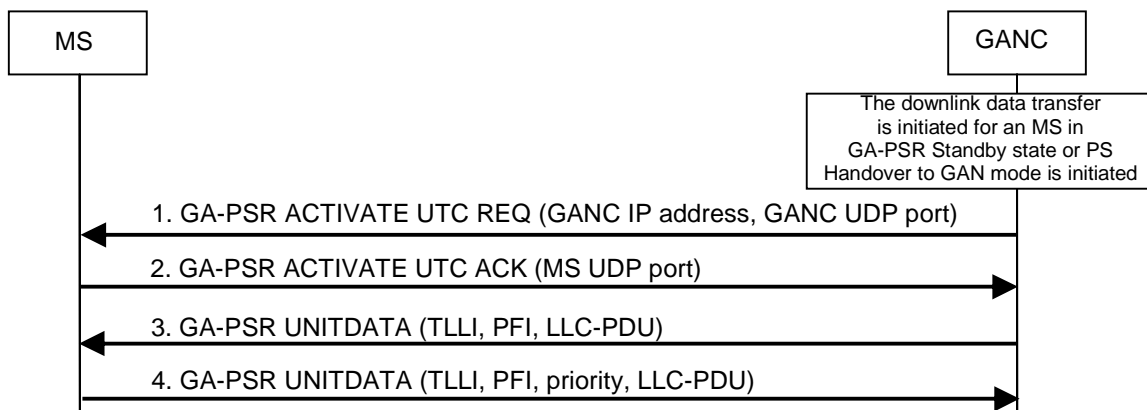 MS
GANC
The downlink data transfer
is initiated for an MS in
GA-PSR Standby state or PS
Handover to GAN mode is initiated
1. GA-PSR ACTIVATE UTC REQ (GANC IP address, GANC UDP port)
2. GA-PSR ACTIVATE UTC ACK (MS UDP port)
3. GA-PSR UNITDATA (TLLI, PFI, LLC-PDU)
4. GA-PSR UNITDATA (TLLI, PFI, priority, LLC-PDU)